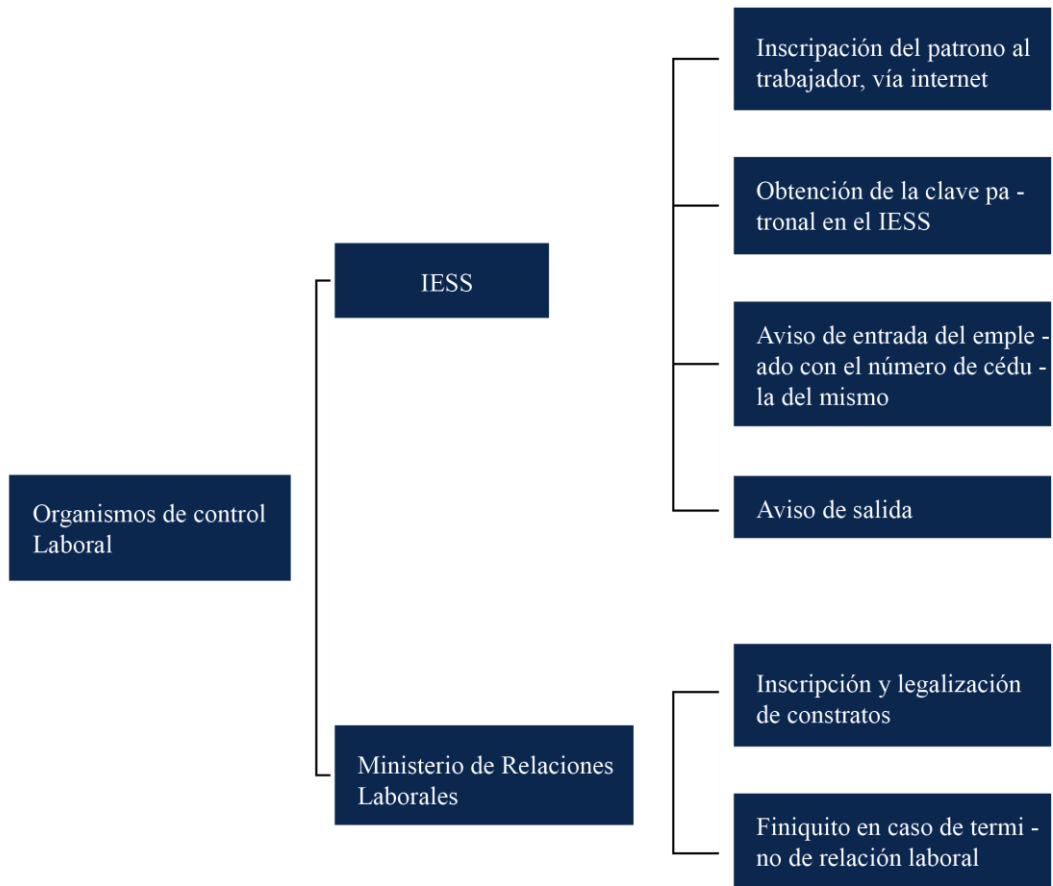 Organismos de control
Laboral
IESS
Inscripación del patrono al
trabajador, vía internet
Obtención de la clave pa -
tronal en el IESS
Aviso de entrada del emple -
ado con el número de cédu -
la del mismo
Aviso de salida
Ministerio de Relaciones
Laborales
Inscripción y legalización
de constratos
Finiquito en caso de termi -
no de relación laboral